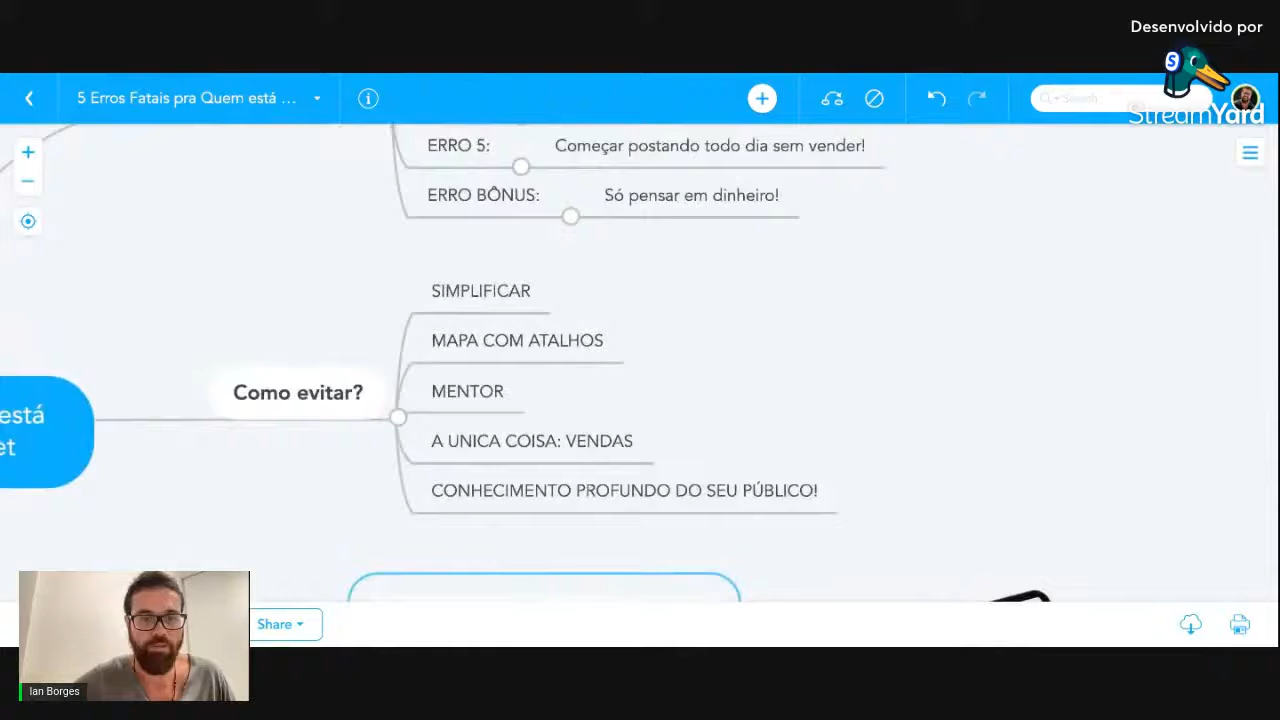 Desenvolvido por
StreamYard
5 Erros Fatais pra Quem está ...
Search
ERRO 5: Começar postando todo dia sem vender!
ERRO BÔNUS: Só pensar em dinheiro!
SIMPLIFICAR
MAPA COM ATALHOS
Como evitar?
MENTOR
está
et
A UNICA COISA: VENDAS
CONHECIMENTO PROFUNDO DO SEU PÚBLICO!
Share
Ian Borges